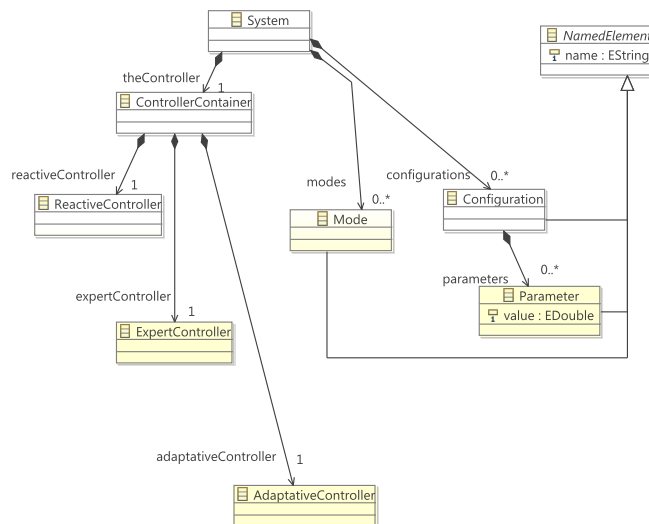 System
NamedElement
name : EString
theController
1
ControllerContainer
reactiveController
1
modes
0..*
configurations
0..*
ReactiveController
Mode
Configuration
parameters
0..*
expertController
1
Parameter
value : EDouble
ExpertController
adaptativeController
1
AdaptativeController